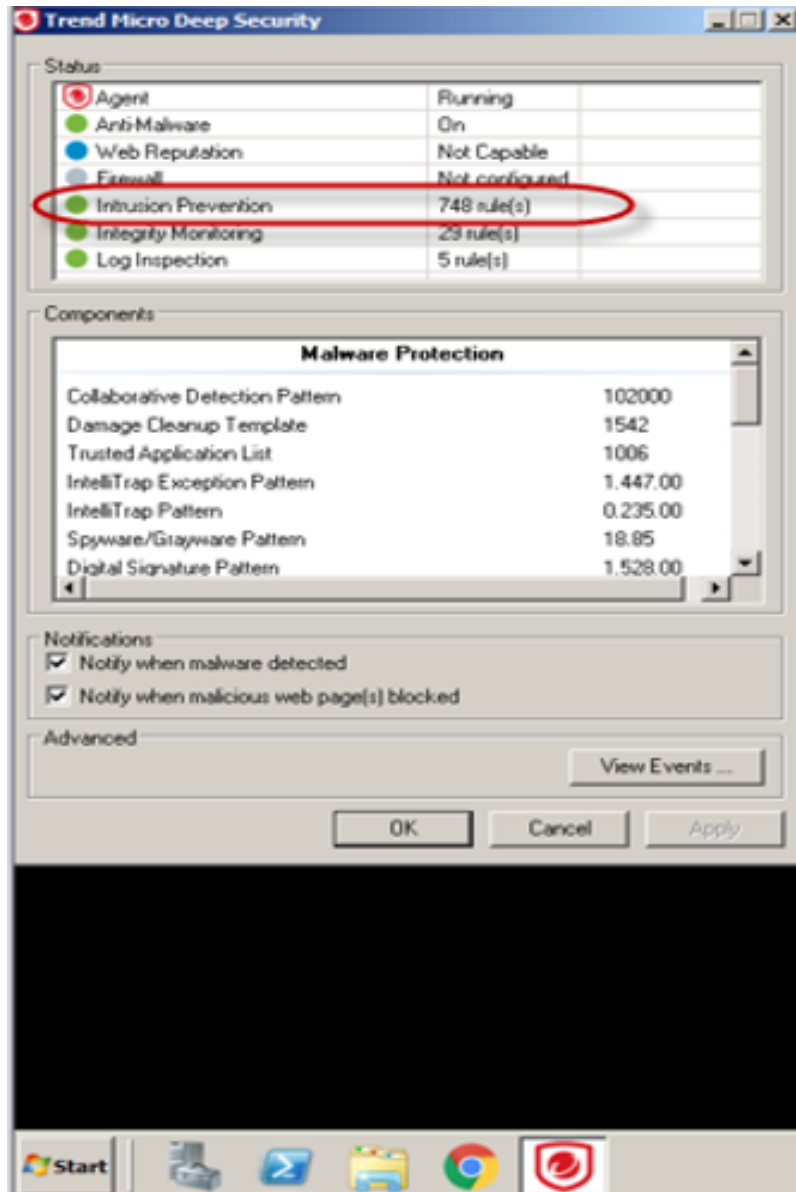 Trend Micro Deep Security
Status
Agent Running
Anti-Malware On
Web Reputation Not Capable
Firewall Not configured
Intrusion Prevention 748 rule(s)
Integrity Monitoring 29 rule(s)
Log Inspection 5 rule(s)
Components
Malware Protection
Collaborative Detection Pattern 102000
Damage Cleanup Template 1542
Trusted Application List 1006
IntelliTrap Exception Pattern 1.447.00
IntelliTrap Pattern 0.235.00
Spyware/Grayware Pattern 18.85
Digital Signature Pattern 1.528.00
Notifications
Notify when malware detected
Notify when malicious web page(s) blocked
Advanced
View Events ...
OK Cancel Apply
Start